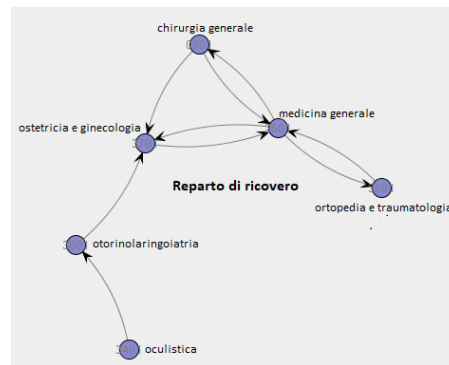 chirurgia generale
medicina generale
ostetricia e ginecologia
Reparto di ricovero
ortopedia e traumatologia
otorinolaringoiatria
oculistica